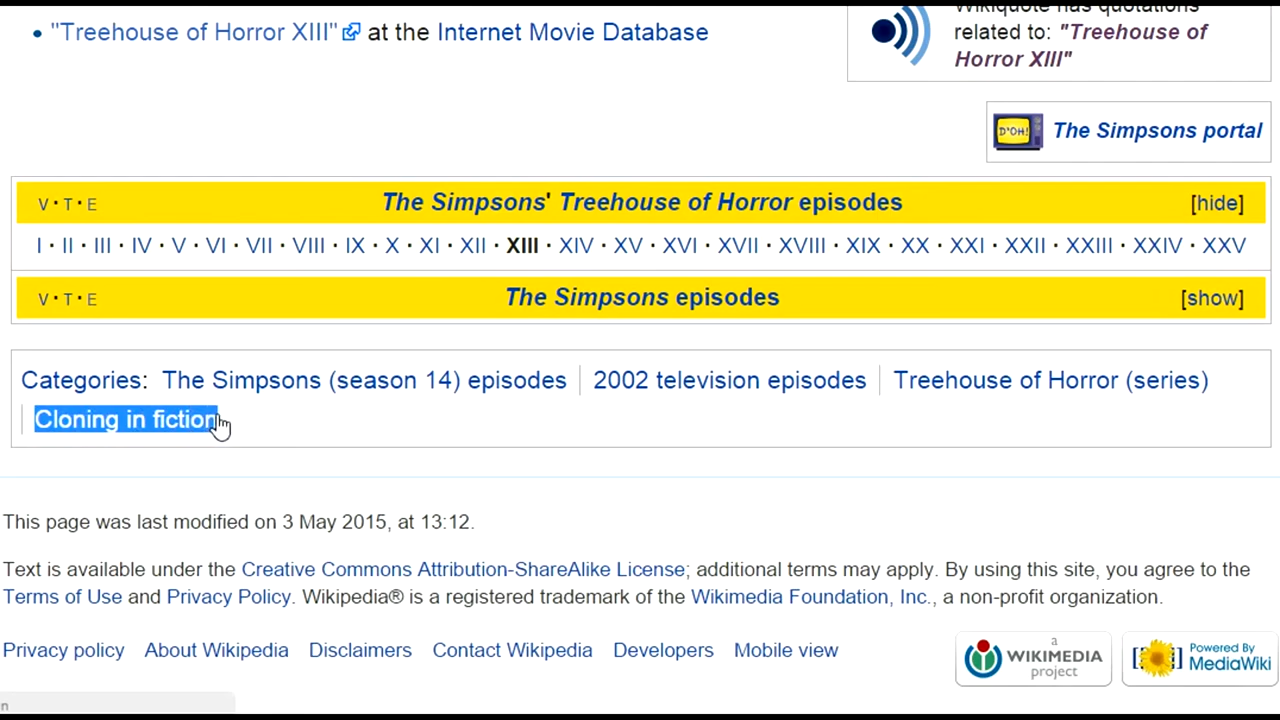 Wikiquote has quotations
• "Treehouse of Horror XIII" at the Internet Movie Database
related to: "Treehouse of
Horror XIII"
D'OH!
The Simpsons portal
V · T · E
The Simpsons' Treehouse of Horror episodes
[hide]
I · II · III · IV · V · VI · VII · VIII · IX · X · XI · XII · XIII · XIV · XV · XVI · XVII · XVIII · XIX · XX · XXI · XXII · XXIII · XXIV · XXV
V · T · E
The Simpsons episodes
[show]
Categories: The Simpsons (season 14) episodes | 2002 television episodes | Treehouse of Horror (series)
| Cloning in fiction
This page was last modified on 3 May 2015, at 13:12.
Text is available under the Creative Commons Attribution-ShareAlike License; additional terms may apply. By using this site, you agree to the
Terms of Use and Privacy Policy. Wikipedia® is a registered trademark of the Wikimedia Foundation, Inc., a non-profit organization.
Privacy policy About Wikipedia Disclaimers Contact Wikipedia Developers Mobile view
a
WIKIMEDIA
project
Powered By
MediaWiki